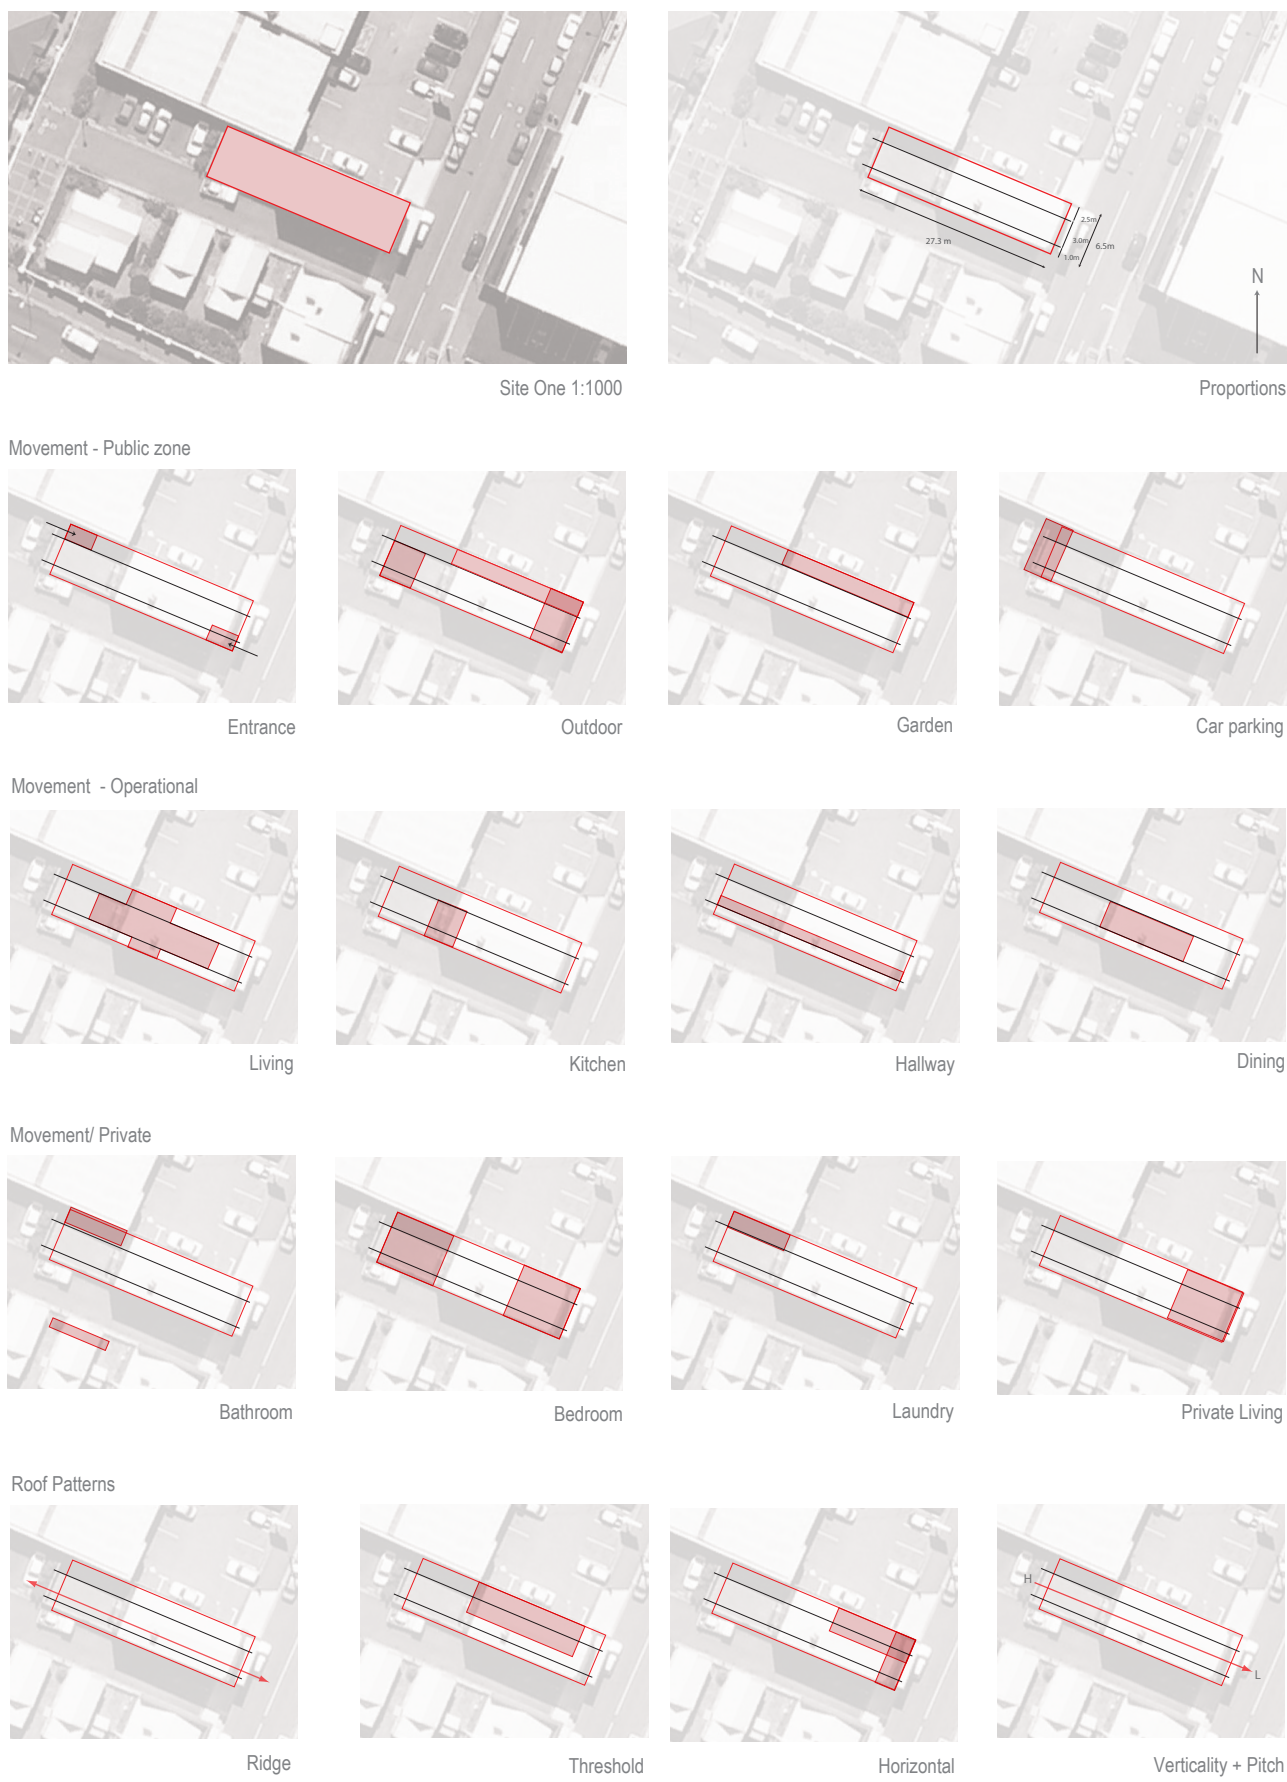 2.5m
27.3 m
3.0m
6.5m
1.0m
N
Site One 1:1000
Proportions
Movement - Public zone
Entrance
Outdoor
Garden
Car parking
Movement - Operational
Living
Kitchen
Hallway
Dining
Movement/ Private
Bathroom
Bedroom
Laundry
Private Living
Roof Patterns
H
L
Ridge
Threshold
Horizontal
Verticality + Pitch